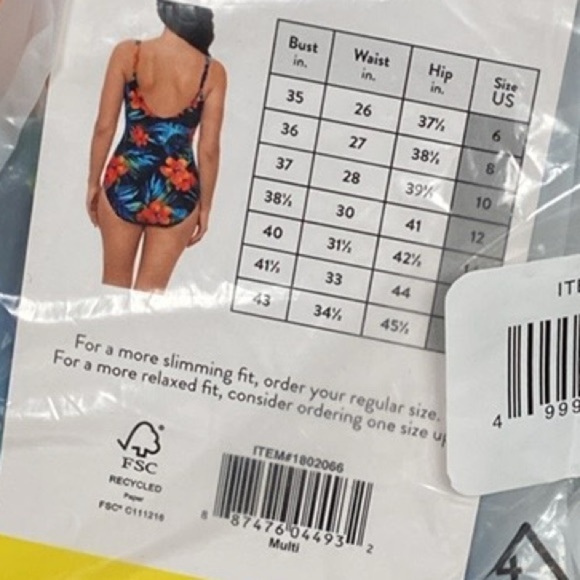 Bust in. Waist in. Hip in. Size US
35 26 37½ 6
36 27 38½ 8
37 28 39½ 10
38½ 30 41 12
40 31½ 42½
41½ 33 44
43 34½ 45½
For a more slimming fit, order your regular size.
For a more relaxed fit, consider ordering one size up
FSC
RECYCLED
Paper
FSC® C111216
ITEM#1802066
8 87476 04493 2
Multi
ITE
4 999
4